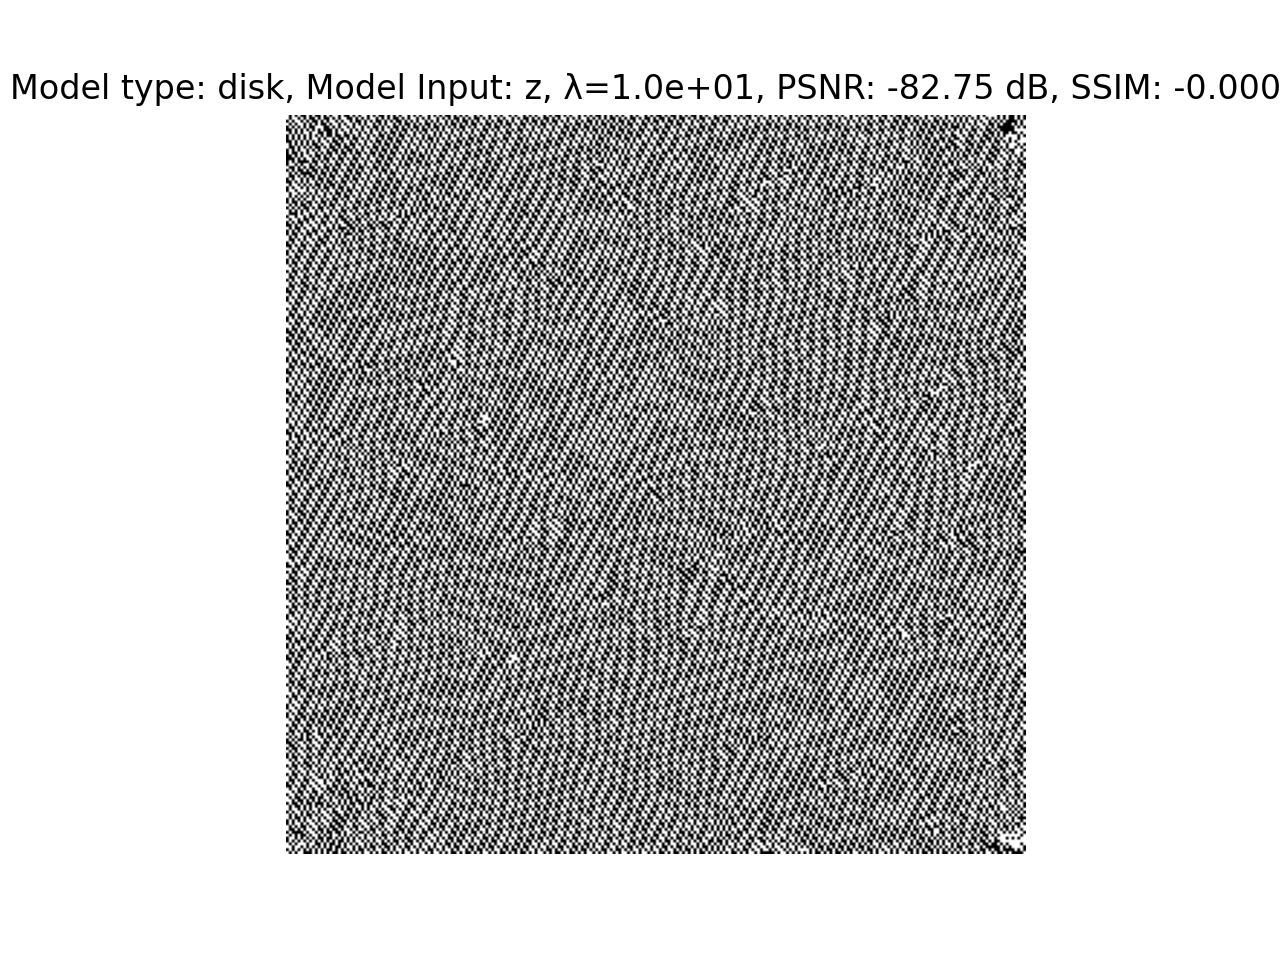 Model type: disk, Model Input: z, λ=1.0e+01, PSNR: -82.75 dB, SSIM: -0.000